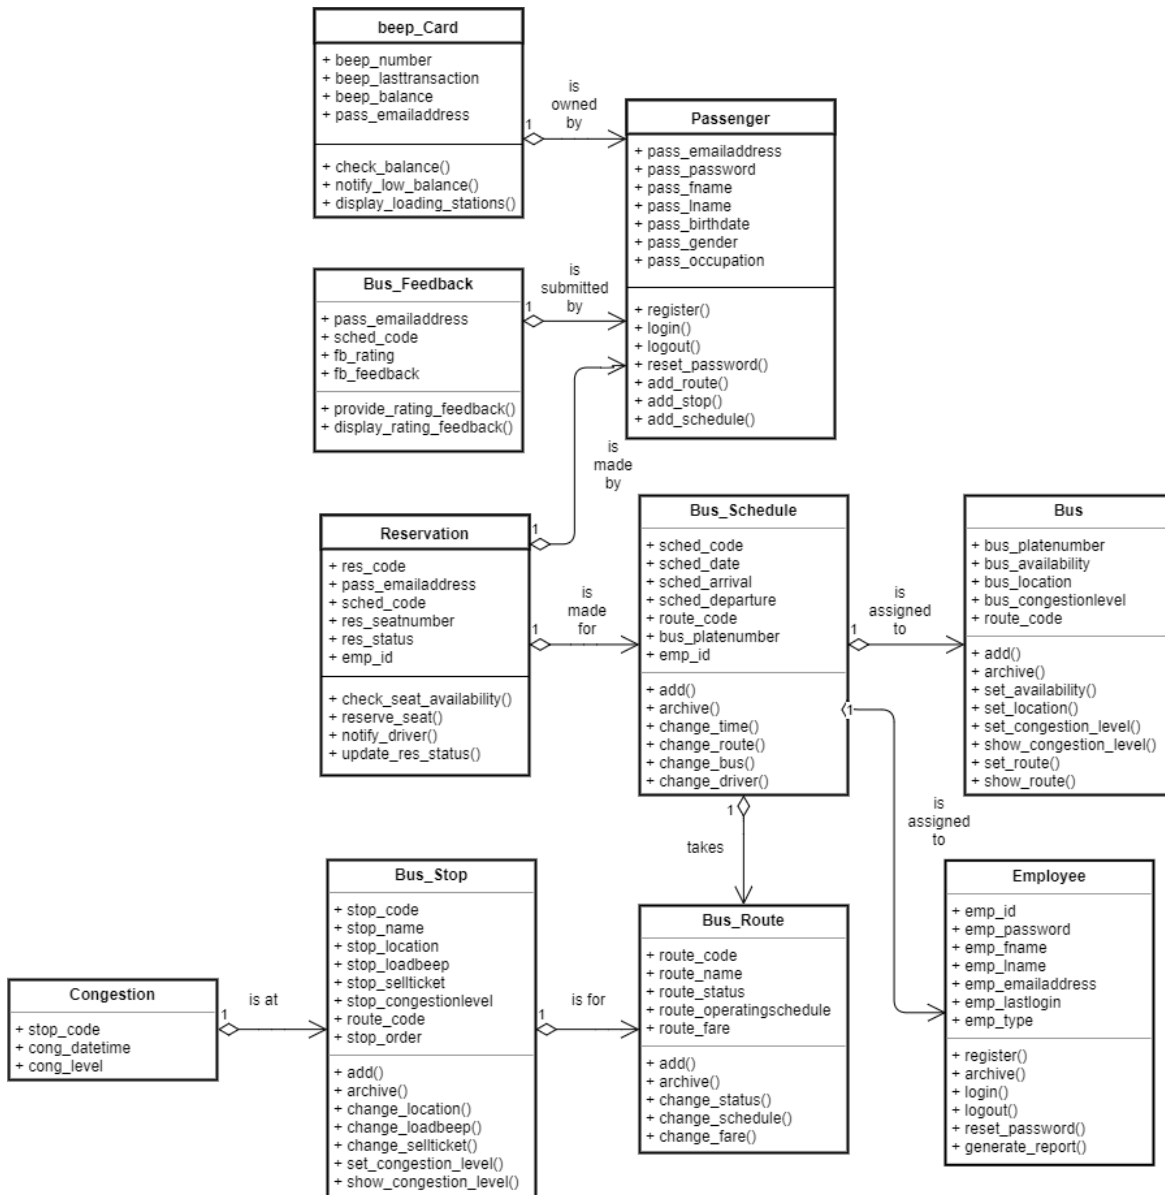 beep_Card
+ beep_number
+ beep_lasttransaction
+ beep_balance
+ pass_emailaddress
+ check_balance()
+ notify_low_balance()
+ display_loading_stations()
1
is
owned
by
Passenger
+ pass_emailaddress
+ pass_password
+ pass_fname
+ pass_lname
+ pass_birthdate
+ pass_gender
+ pass_occupation
+ register()
+ login()
+ logout()
+ reset_password()
+ add_route()
+ add_stop()
+ add_schedule()
Bus_Feedback
+ pass_emailaddress
+ sched_code
+ fb_rating
+ fb_feedback
+ provide_rating_feedback()
+ display_rating_feedback()
1
is
submitted
by
Reservation
+ res_code
+ pass_emailaddress
+ sched_code
+ res_seatnumber
+ res_status
+ emp_id
+ check_seat_availability()
+ reserve_seat()
+ notify_driver()
+ update_res_status()
1
is
made
by
1
is
made
for
Bus_Schedule
+ sched_code
+ sched_date
+ sched_arrival
+ sched_departure
+ route_code
+ bus_platenumber
+ emp_id
+ add()
+ archive()
+ change_time()
+ change_route()
+ change_bus()
+ change_driver()
1
is
assigned
to
Bus
+ bus_platenumber
+ bus_availability
+ bus_location
+ bus_congestionlevel
+ route_code
+ add()
+ archive()
+ set_availability()
+ set_location()
+ set_congestion_level()
+ show_congestion_level()
+ set_route()
+ show_route()
1
is
assigned
to
1
takes
Employee
+ emp_id
+ emp_password
+ emp_fname
+ emp_lname
+ emp_emailaddress
+ emp_lastlogin
+ emp_type
+ register()
+ archive()
+ login()
+ logout()
+ reset_password()
+ generate_report()
Congestion
+ stop_code
+ cong_datetime
+ cong_level
1
is at
Bus_Stop
+ stop_code
+ stop_name
+ stop_location
+ stop_loadbeep
+ stop_sellticket
+ stop_congestionlevel
+ route_code
+ stop_order
+ add()
+ archive()
+ change_location()
+ change_loadbeep()
+ change_sellticket()
+ set_congestion_level()
+ show_congestion_level()
1
is for
Bus_Route
+ route_code
+ route_name
+ route_status
+ route_operatingschedule
+ route_fare
+ add()
+ archive()
+ change_status()
+ change_schedule()
+ change_fare()